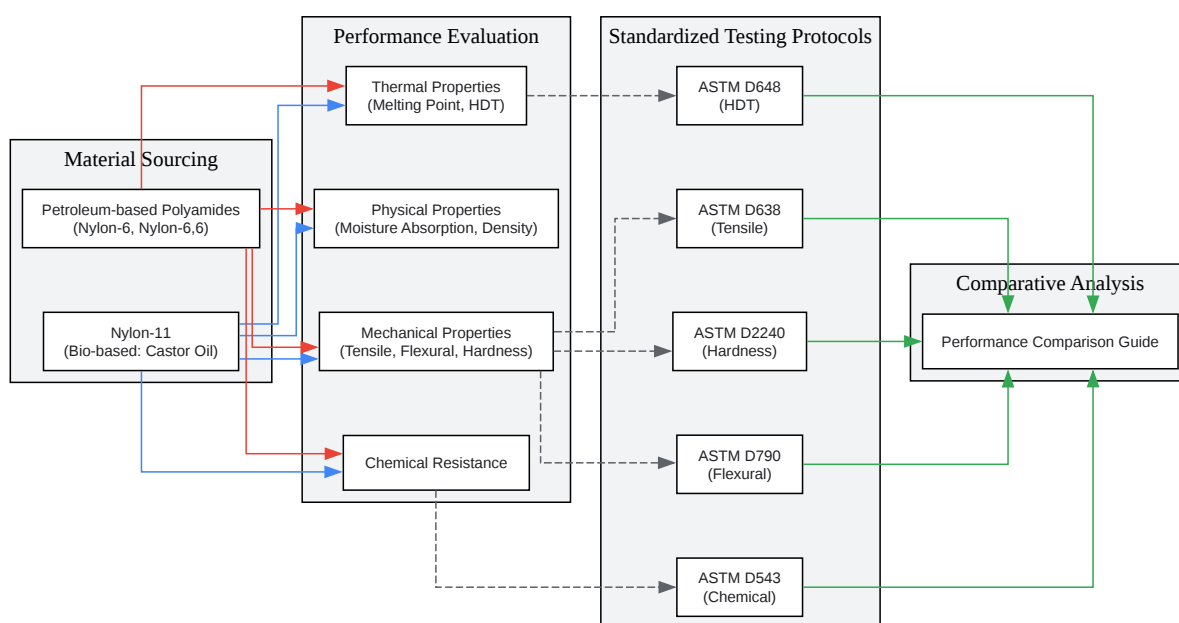 Material Sourcing
Petroleum-based Polyamides
(Nylon-6, Nylon-6,6)
Nylon-11
(Bio-based: Castor Oil)
Performance Evaluation
Thermal Properties
(Melting Point, HDT)
Physical Properties
(Moisture Absorption, Density)
Mechanical Properties
(Tensile, Flexural, Hardness)
Chemical Resistance
Standardized Testing Protocols
ASTM D648
(HDT)
ASTM D638
(Tensile)
ASTM D2240
(Hardness)
ASTM D790
(Flexural)
ASTM D543
(Chemical)
Comparative Analysis
Performance Comparison Guide